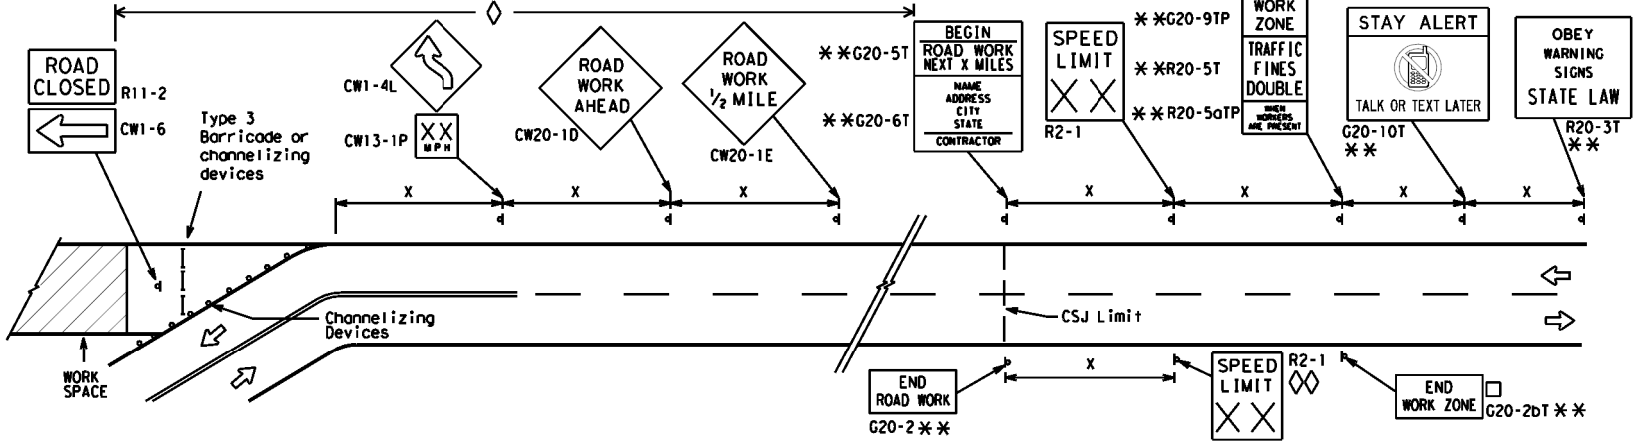 ◇
ROAD
CLOSED
R11-2
CW1-6
Type 3
Barricade or
channelizing
devices
CW1-4L
XX
MPH
CW13-1P
ROAD
WORK
AHEAD
CW20-1D
ROAD
WORK
1/2 MILE
CW20-1E
* *G20-5T
* *G20-6T
BEGIN
ROAD WORK
NEXT X MILES
NAME
ADDRESS
CITY
STATE
CONTRACTOR
SPEED
LIMIT
X X
R2-1
* *G20-9TP
* *R20-5T
* *R20-5aTP
WORK
ZONE
TRAFFIC
FINES
DOUBLE
WHEN
WORKERS
ARE PRESENT
STAY ALERT
TALK OR TEXT LATER
G20-10T
* *
OBEY
WARNING
SIGNS
STATE LAW
R20-3T
* *
X X X X X X X
Channelizing
Devices
CSJ Limit
WORK
SPACE
X
END
ROAD WORK
G20-2 * *
SPEED
LIMIT
X X
R2-1
◇◇
END
WORK ZONE
□
G20-2bT * *